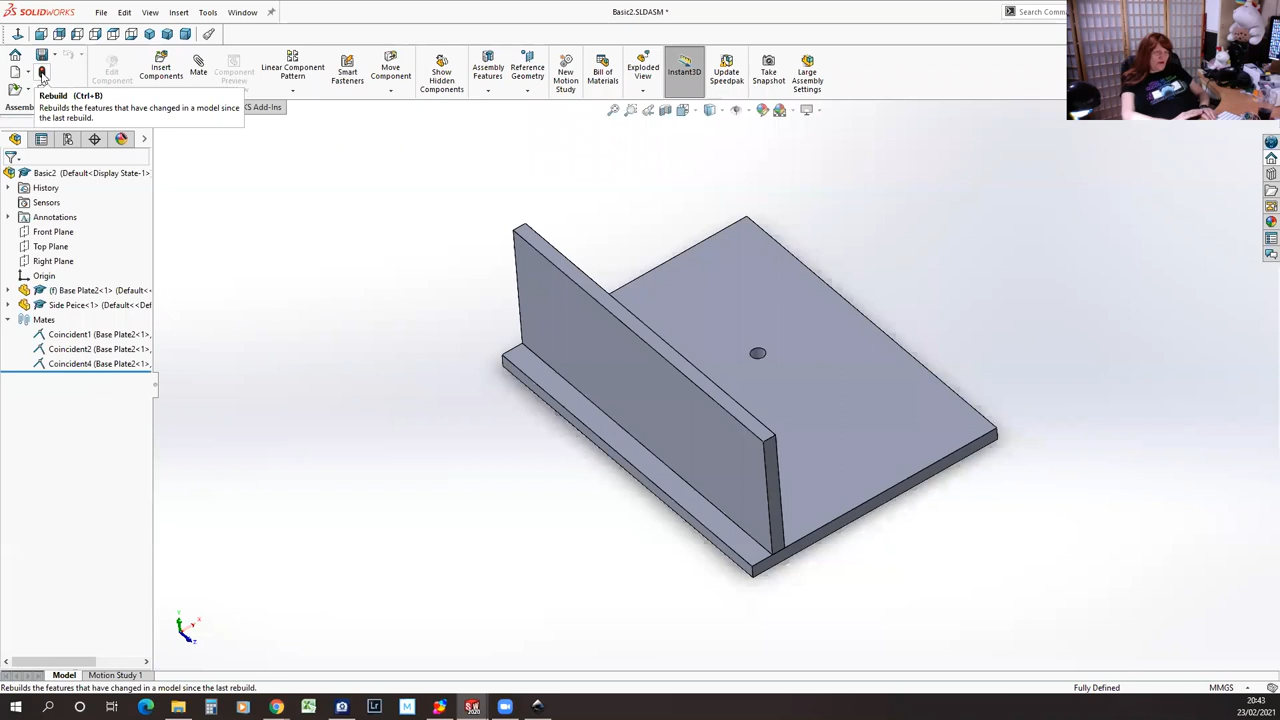 SOLIDWORKS
File
Edit
View
Insert
Tools
Window
Basic2.SLDASM *
Search
Edit
Component
Insert
Components
Mate
Component
Preview
Linear Component
Pattern
Smart
Fasteners
Move
Component
Show
Hidden
Components
Assembly
Features
Reference
Geometry
New
Motion
Study
Bill of
Materials
Exploded
View
Instant3D
Update
Speedpak
Take
Snapshot
Large
Assembly
Settings
Rebuild (Ctrl+B)
Rebuilds the features that have changed in a model since
the last rebuild.
Assemb
KS Add-Ins
Basic2 (Default<Display State-1>
History
Sensors
Annotations
Front Plane
Top Plane
Right Plane
Origin
(f) Base Plate2<1> (Default<
Side Peice<1> (Default<<Def
Mates
Coincident1 (Base Plate2<1>,
Coincident2 (Base Plate2<1>,
Coincident4 (Base Plate2<1>,
Y
X
Z
Model
Motion Study 1
Rebuilds the features that have changed in a model since the last rebuild.
Fully Defined
MMGS
20:43
23/02/2021